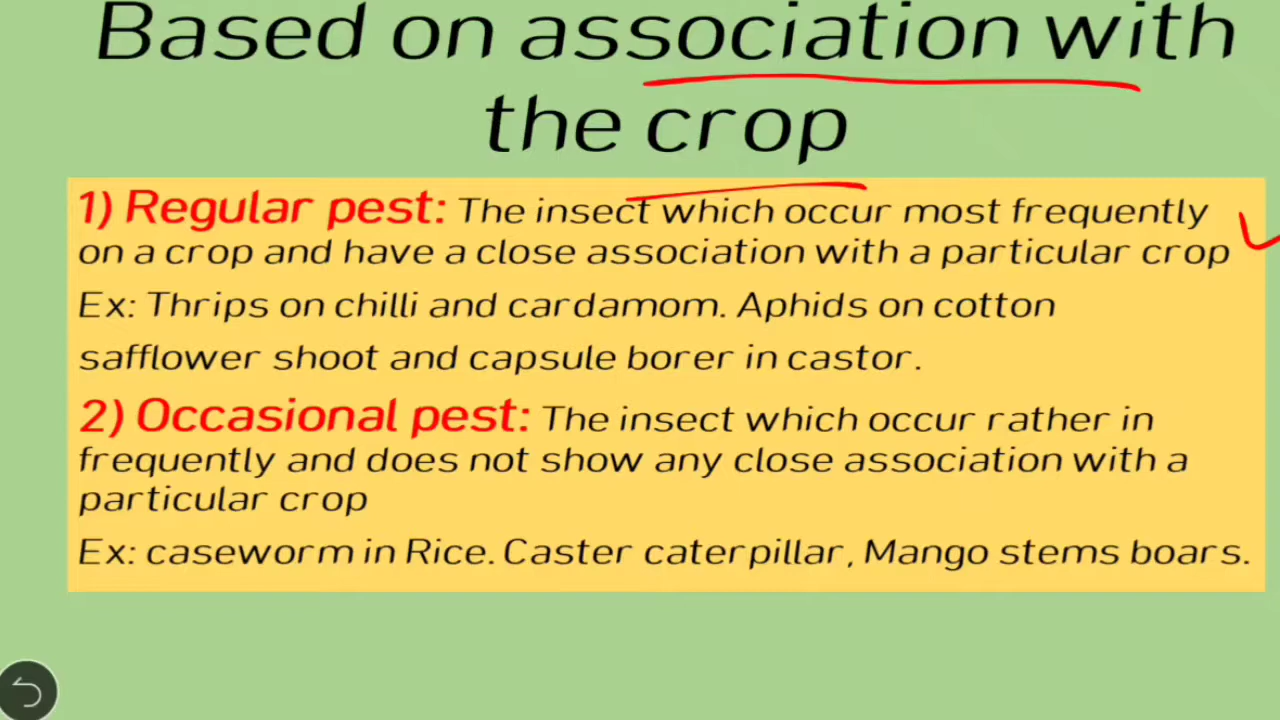 Based on association with
the crop
1) Regular pest: The insect which occur most frequently
on a crop and have a close association with a particular crop
Ex: Thrips on chilli and cardamom. Aphids on cotton
safflower shoot and capsule borer in castor.
2) Occasional pest: The insect which occur rather in
frequently and does not show any close association with a
particular crop
Ex: caseworm in Rice. Caster caterpillar, Mango stems boars.